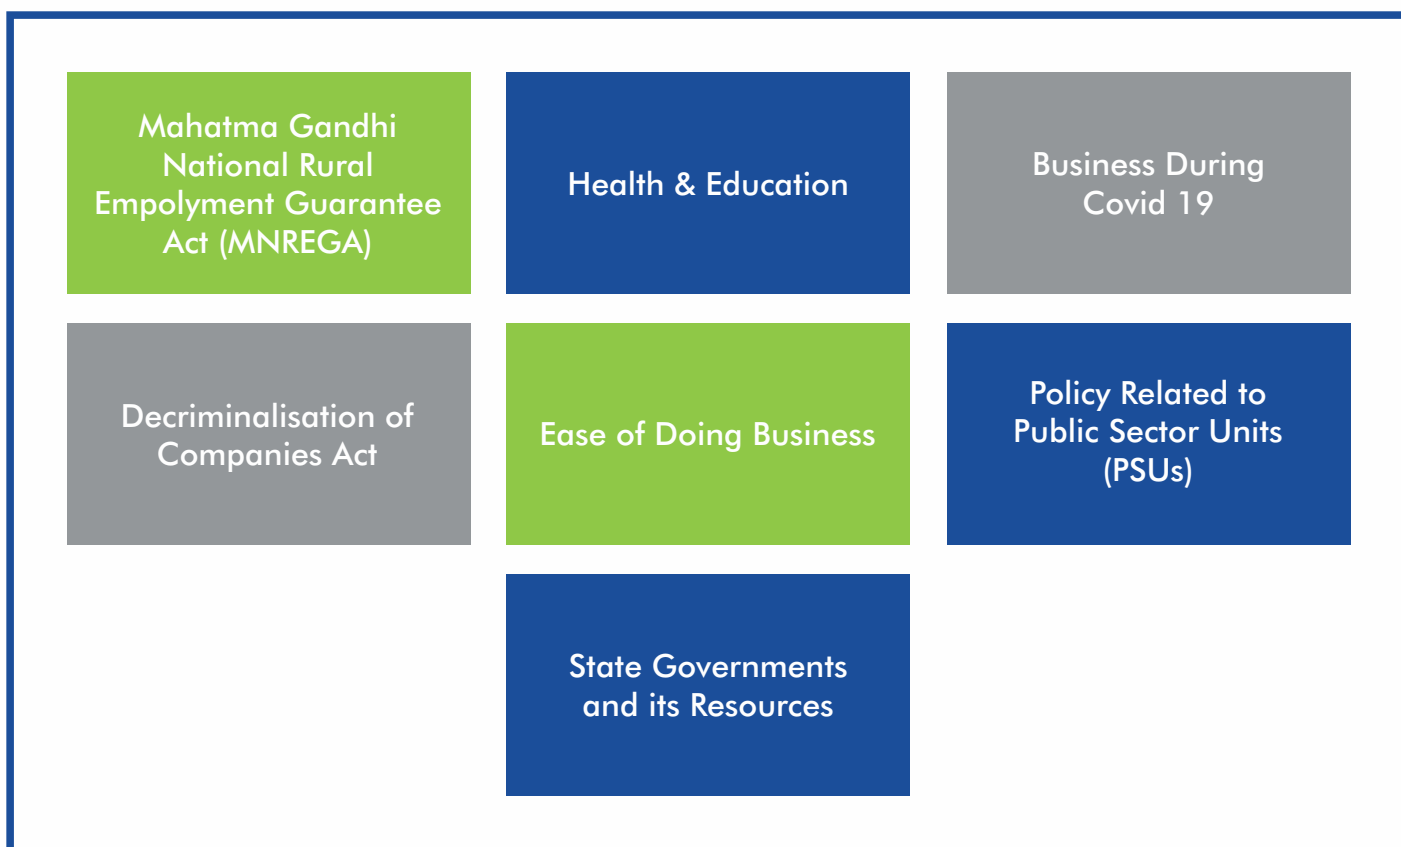 Mahatma Gandhi
National Rural
Empolyment Guarantee
Act (MNREGA)
Health & Education
Business During
Covid 19
Decriminalisation of
Companies Act
Ease of Doing Business
Policy Related to
Public Sector Units
(PSUs)
State Governments
and its Resources